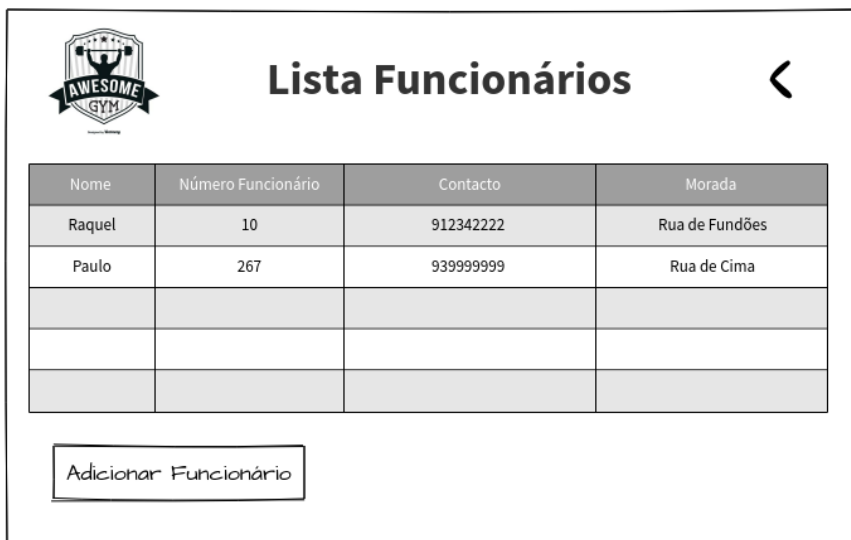 AWESOME
GYM
Lista Funcionários
Nome Número Funcionário Contacto Morada
Raquel 10 912342222 Rua de Fundões
Paulo 267 939999999 Rua de Cima
Adicionar Funcionário